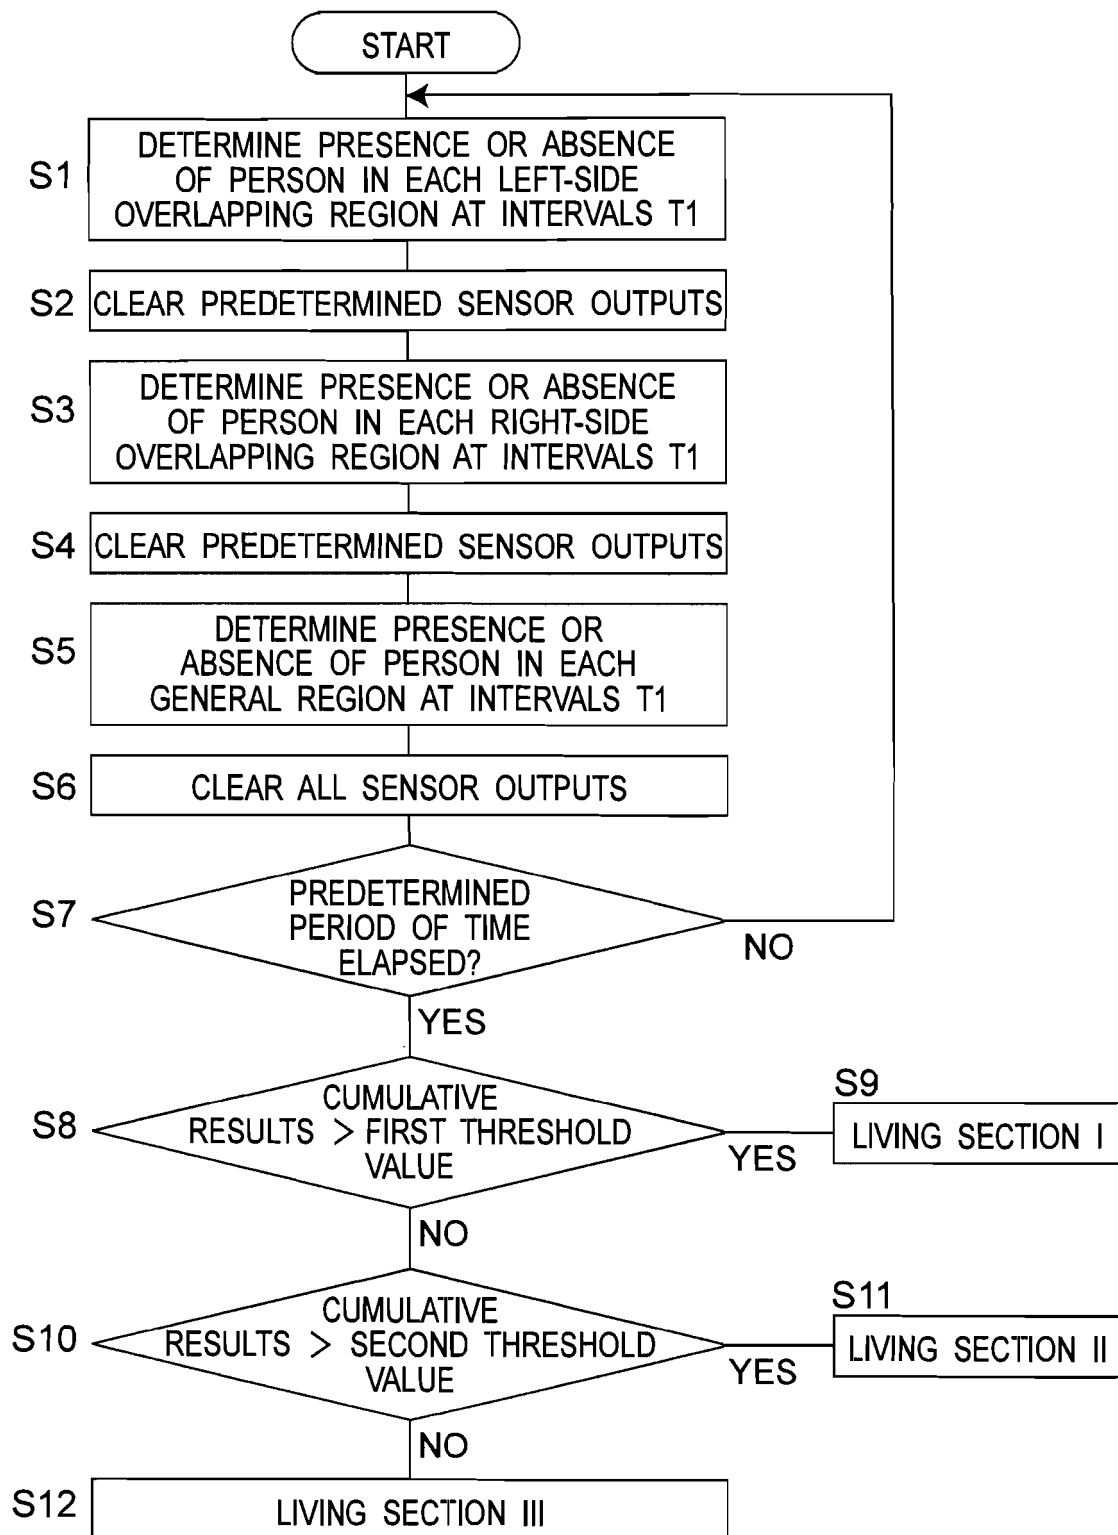 START
S1
DETERMINE PRESENCE OR ABSENCE
OF PERSON IN EACH LEFT-SIDE
OVERLAPPING REGION AT INTERVALS T1
S2
CLEAR PREDETERMINED SENSOR OUTPUTS
S3
DETERMINE PRESENCE OR ABSENCE
OF PERSON IN EACH RIGHT-SIDE
OVERLAPPING REGION AT INTERVALS T1
S4
CLEAR PREDETERMINED SENSOR OUTPUTS
S5
DETERMINE PRESENCE OR
ABSENCE OF PERSON IN EACH
GENERAL REGION AT INTERVALS T1
S6
CLEAR ALL SENSOR OUTPUTS
S7
PREDETERMINED
PERIOD OF TIME
ELAPSED?
NO
YES
S8
CUMULATIVE
RESULTS > FIRST THRESHOLD
VALUE
YES
S9
LIVING SECTION I
NO
S10
CUMULATIVE
RESULTS > SECOND THRESHOLD
VALUE
YES
S11
LIVING SECTION II
NO
S12
LIVING SECTION III